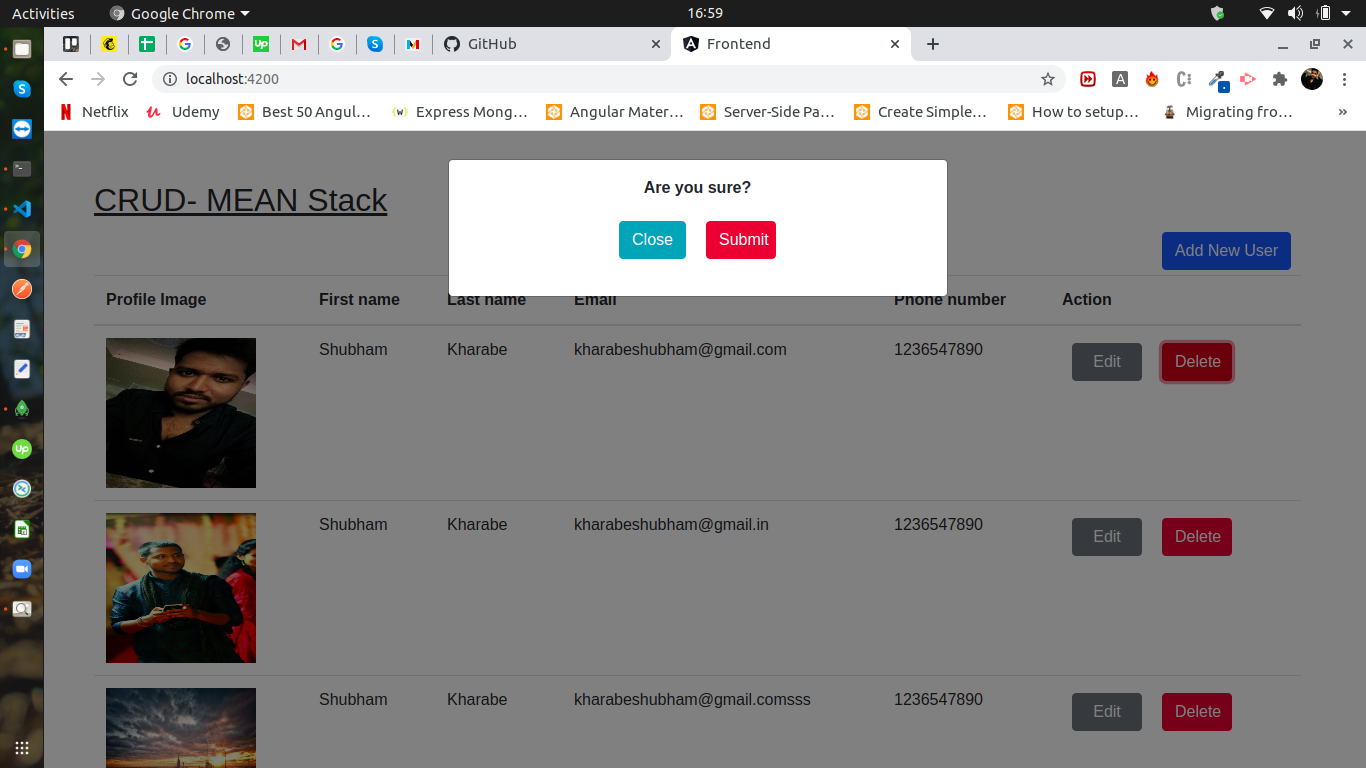 Activities Google Chrome 16:59
GitHub Frontend
localhost:4200
Netflix Udemy Best 50 Angul... Express Mong... Angular Mater... Server-Side Pa... Create Simple... How to setup... Migrating fro... »
Are you sure?
Close Submit
CRUD- MEAN Stack
Add New User
Profile Image First name Last name Email Phone number Action
Shubham Kharabe kharabeshubham@gmail.com 1236547890 Edit Delete
Shubham Kharabe kharabeshubham@gmail.in 1236547890 Edit Delete
Shubham Kharabe kharabeshubham@gmail.comsss 1236547890 Edit Delete